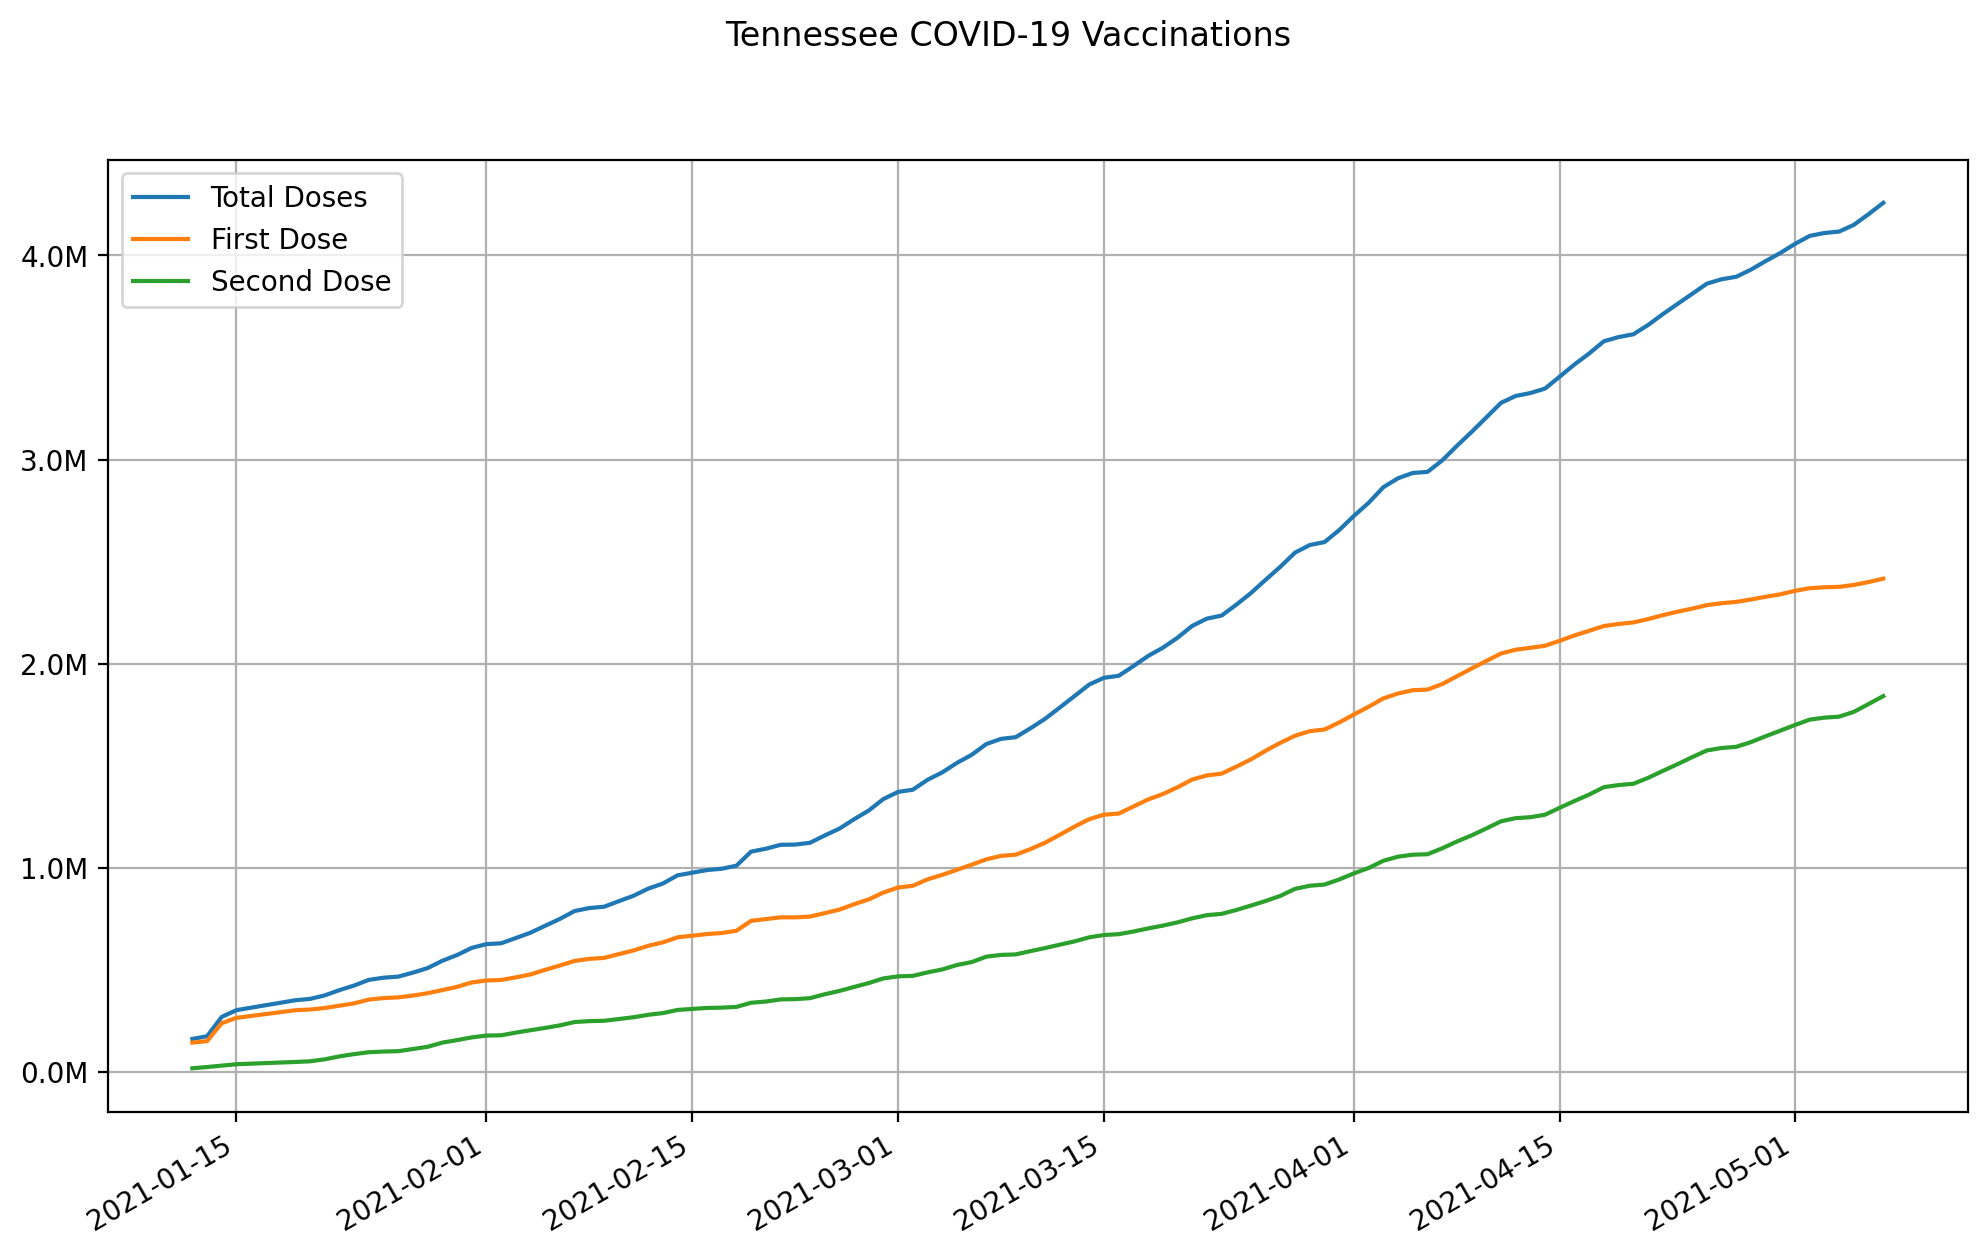 Tennessee COVID-19 Vaccinations
Total Doses
First Dose
Second Dose
4.0M
3.0M
2.0M
1.0M
0.0M
2021-01-15
2021-02-01
2021-02-15
2021-03-01
2021-03-15
2021-04-01
2021-04-15
2021-05-01